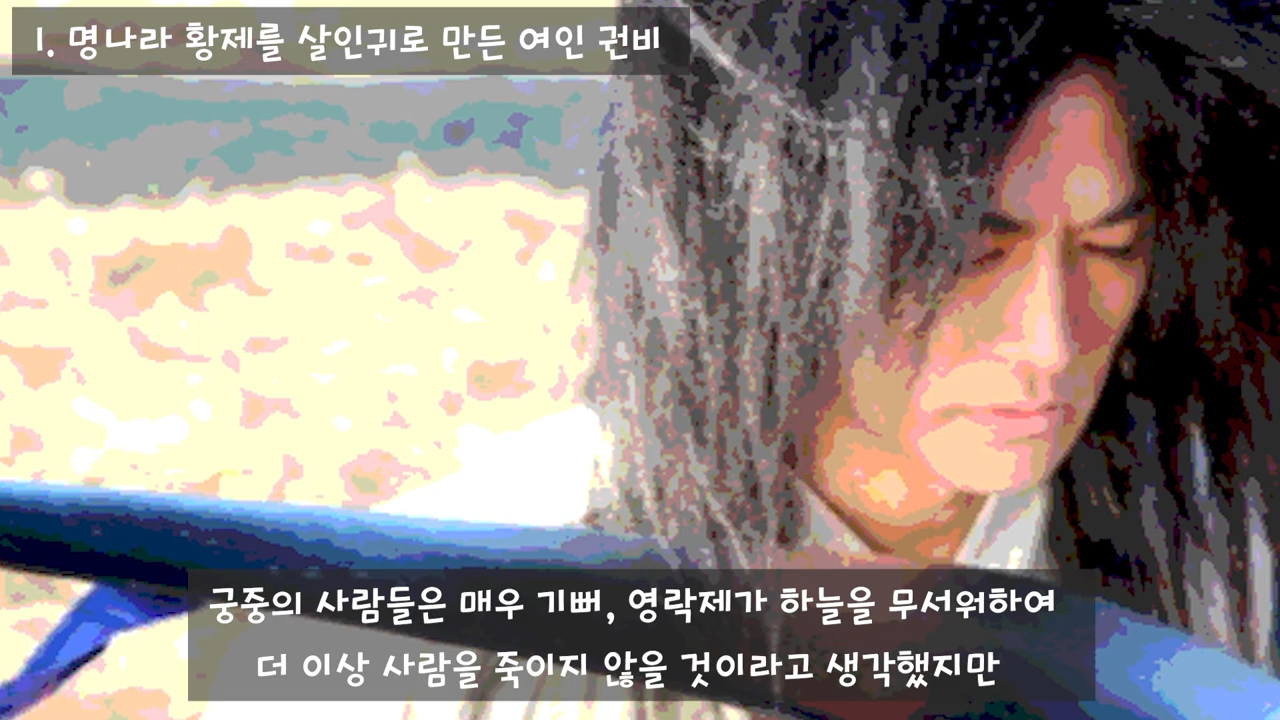 1. 명나라 황제를 살인귀로 만든 여인 권비
궁중의 사람들은 매우 기뻐, 영락제가 하늘을 무서워하여
더 이상 사람을 죽이지 않을 것이라고 생각했지만